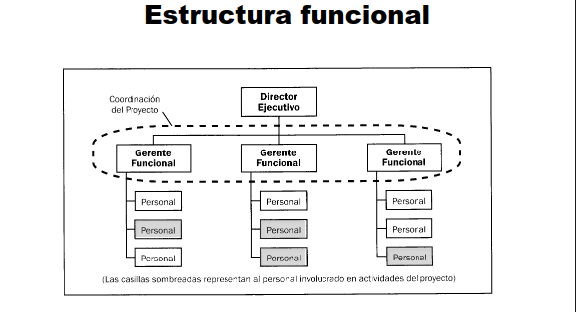 Estructura funcional
Coordinación
del Proyecto
Director
Ejecutivo
Gerente
Funcional
Gerente
Funcional
Gerente
Funcional
Personal
Personal
Personal
Personal
Personal
Personal
Personal
Personal
Personal
(Las casillas sombreadas representan al personal involucrado en actividades del proyecto)